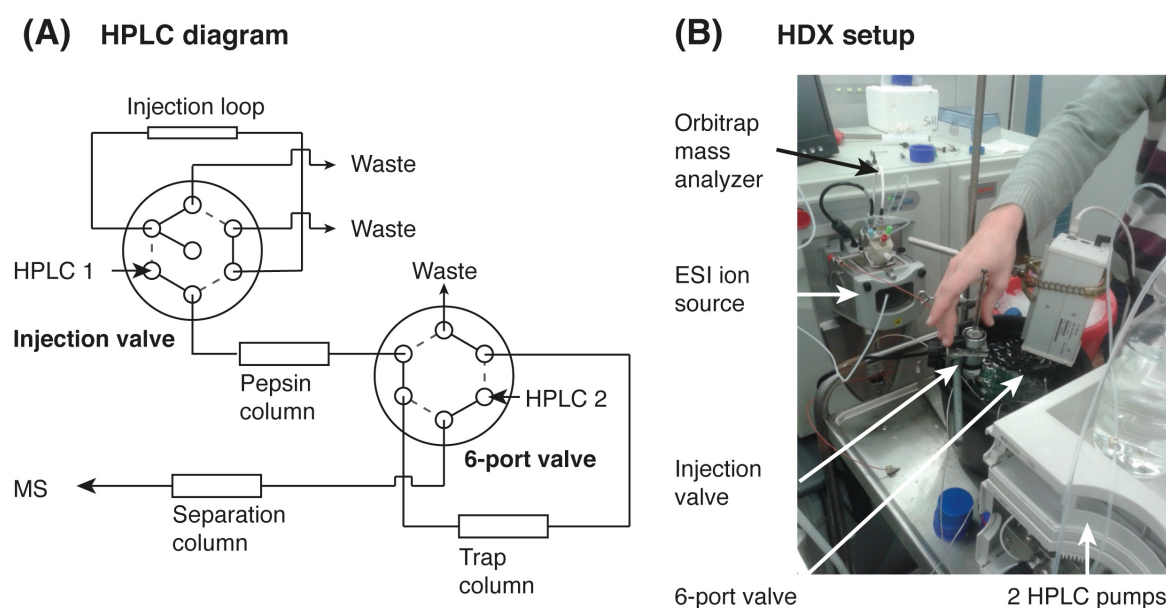 (A) HPLC diagram
Injection loop
Waste
Waste
HPLC 1
Injection valve
Waste
Pepsin
column
HPLC 2
6-port valve
MS
Separation
column
Trap
column
(B) HDX setup
Orbitrap
mass
analyzer
ESI ion
source
Injection
valve
6-port valve
2 HPLC pumps